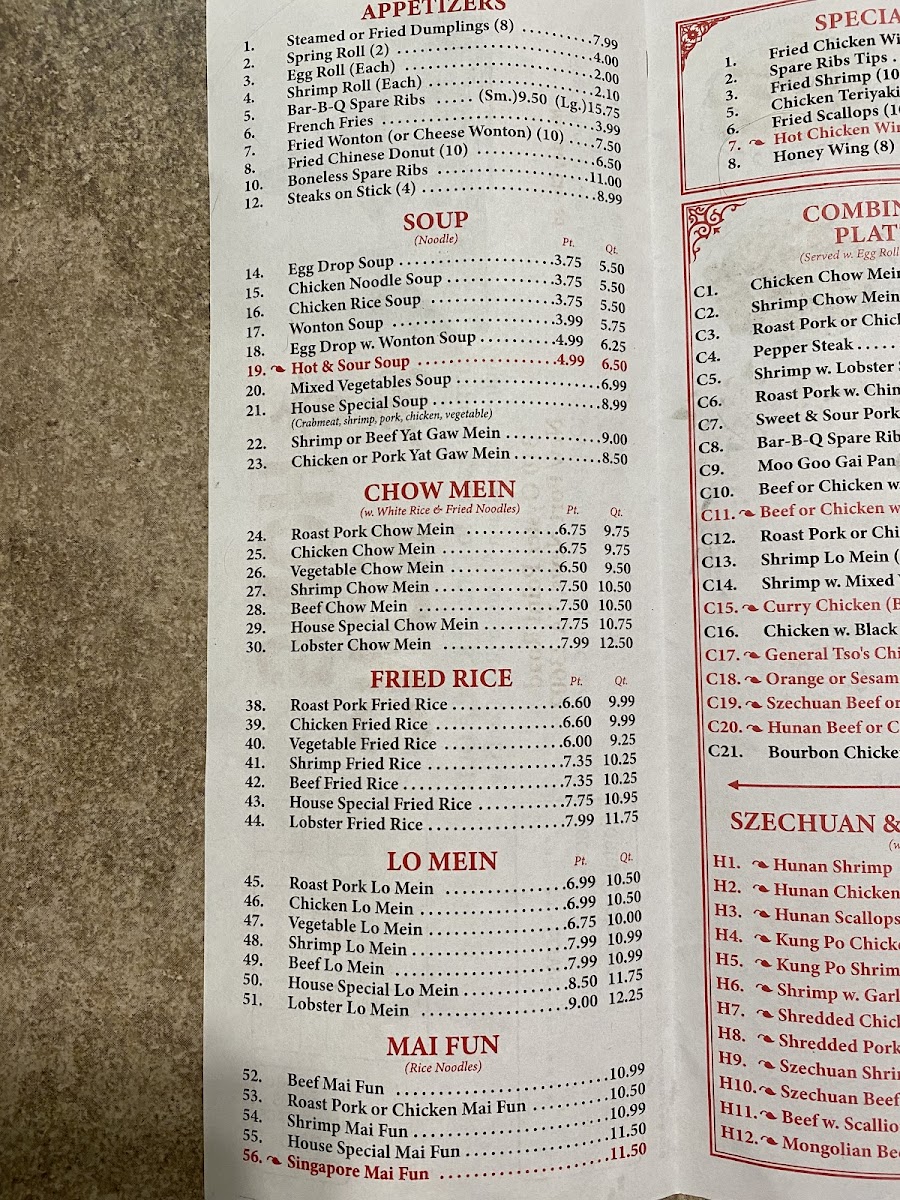 APPETIZERS
1. Steamed or Fried Dumplings (8) 7.99
2. Spring Roll (2) 4.00
3. Egg Roll (Each) 2.00
4. Shrimp Roll (Each) 2.10
5. Bar-B-Q Spare Ribs (Sm.)9.50 (Lg.)15.75
6. French Fries 3.99
7. Fried Wonton (or Cheese Wonton) (10) 7.50
8. Fried Chinese Donut (10) 6.50
10. Boneless Spare Ribs 11.00
12. Steaks on Stick (4) 8.99
SOUP
(Noodle) Pt. Qt.
14. Egg Drop Soup 3.75 5.50
15. Chicken Noodle Soup 3.75 5.50
16. Chicken Rice Soup 3.75 5.50
17. Wonton Soup 3.99 5.75
18. Egg Drop w. Wonton Soup 4.99 6.25
19. Hot & Sour Soup 4.99 6.50
20. Mixed Vegetables Soup 6.99
21. House Special Soup 8.99
(Crabmeat, shrimp, pork, chicken, vegetable)
22. Shrimp or Beef Yat Gaw Mein 9.00
23. Chicken or Pork Yat Gaw Mein 8.50
CHOW MEIN
(w. White Rice & Fried Noodles) Pt. Qt.
24. Roast Pork Chow Mein 6.75 9.75
25. Chicken Chow Mein 6.75 9.75
26. Vegetable Chow Mein 6.50 9.50
27. Shrimp Chow Mein 7.50 10.50
28. Beef Chow Mein 7.50 10.50
29. House Special Chow Mein 7.75 10.75
30. Lobster Chow Mein 7.99 12.50
FRIED RICE Pt. Qt.
38. Roast Pork Fried Rice 6.60 9.99
39. Chicken Fried Rice 6.60 9.99
40. Vegetable Fried Rice 6.00 9.25
41. Shrimp Fried Rice 7.35 10.25
42. Beef Fried Rice 7.35 10.25
43. House Special Fried Rice 7.75 10.95
44. Lobster Fried Rice 7.99 11.75
LO MEIN Pt. Qt.
45. Roast Pork Lo Mein 6.99 10.50
46. Chicken Lo Mein 6.99 10.50
47. Vegetable Lo Mein 6.75 10.00
48. Shrimp Lo Mein 7.99 10.99
49. Beef Lo Mein 7.99 10.99
50. House Special Lo Mein 8.50 11.75
51. Lobster Lo Mein 9.00 12.25
MAI FUN
(Rice Noodles)
52. Beef Mai Fun 10.99
53. Roast Pork or Chicken Mai Fun 10.50
54. Shrimp Mai Fun 10.99
55. House Special Mai Fun 11.50
56. Singapore Mai Fun 11.50
SPECIA
1. Fried Chicken Wi
2. Spare Ribs Tips
3. Fried Shrimp (10
5. Chicken Teriyaki
6. Fried Scallops (10
7. Hot Chicken Win
8. Honey Wing (8)
COMBIN
PLAT
(Served w. Egg Roll
C1. Chicken Chow Mein
C2. Shrimp Chow Mein
C3. Roast Pork or Chick
C4. Pepper Steak
C5. Shrimp w. Lobster
C6. Roast Pork w. Chin
C7. Sweet & Sour Pork
C8. Bar-B-Q Spare Rib
C9. Moo Goo Gai Pan
C10. Beef or Chicken w.
C11. Beef or Chicken w
C12. Roast Pork or Chi
C13. Shrimp Lo Mein (
C14. Shrimp w. Mixed
C15. Curry Chicken (B
C16. Chicken w. Black
C17. General Tso's Chi
C18. Orange or Sesam
C19. Szechuan Beef or
C20. Hunan Beef or C
C21. Bourbon Chicke
SZECHUAN &
(w
H1. Hunan Shrimp
H2. Hunan Chicken
H3. Hunan Scallops
H4. Kung Po Chick
H5. Kung Po Shrim
H6. Shrimp w. Garl
H7. Shredded Chic
H8. Shredded Pork
H9. Szechuan Shri
H10. Szechuan Beef
H11. Beef w. Scallio
H12. Mongolian Bee